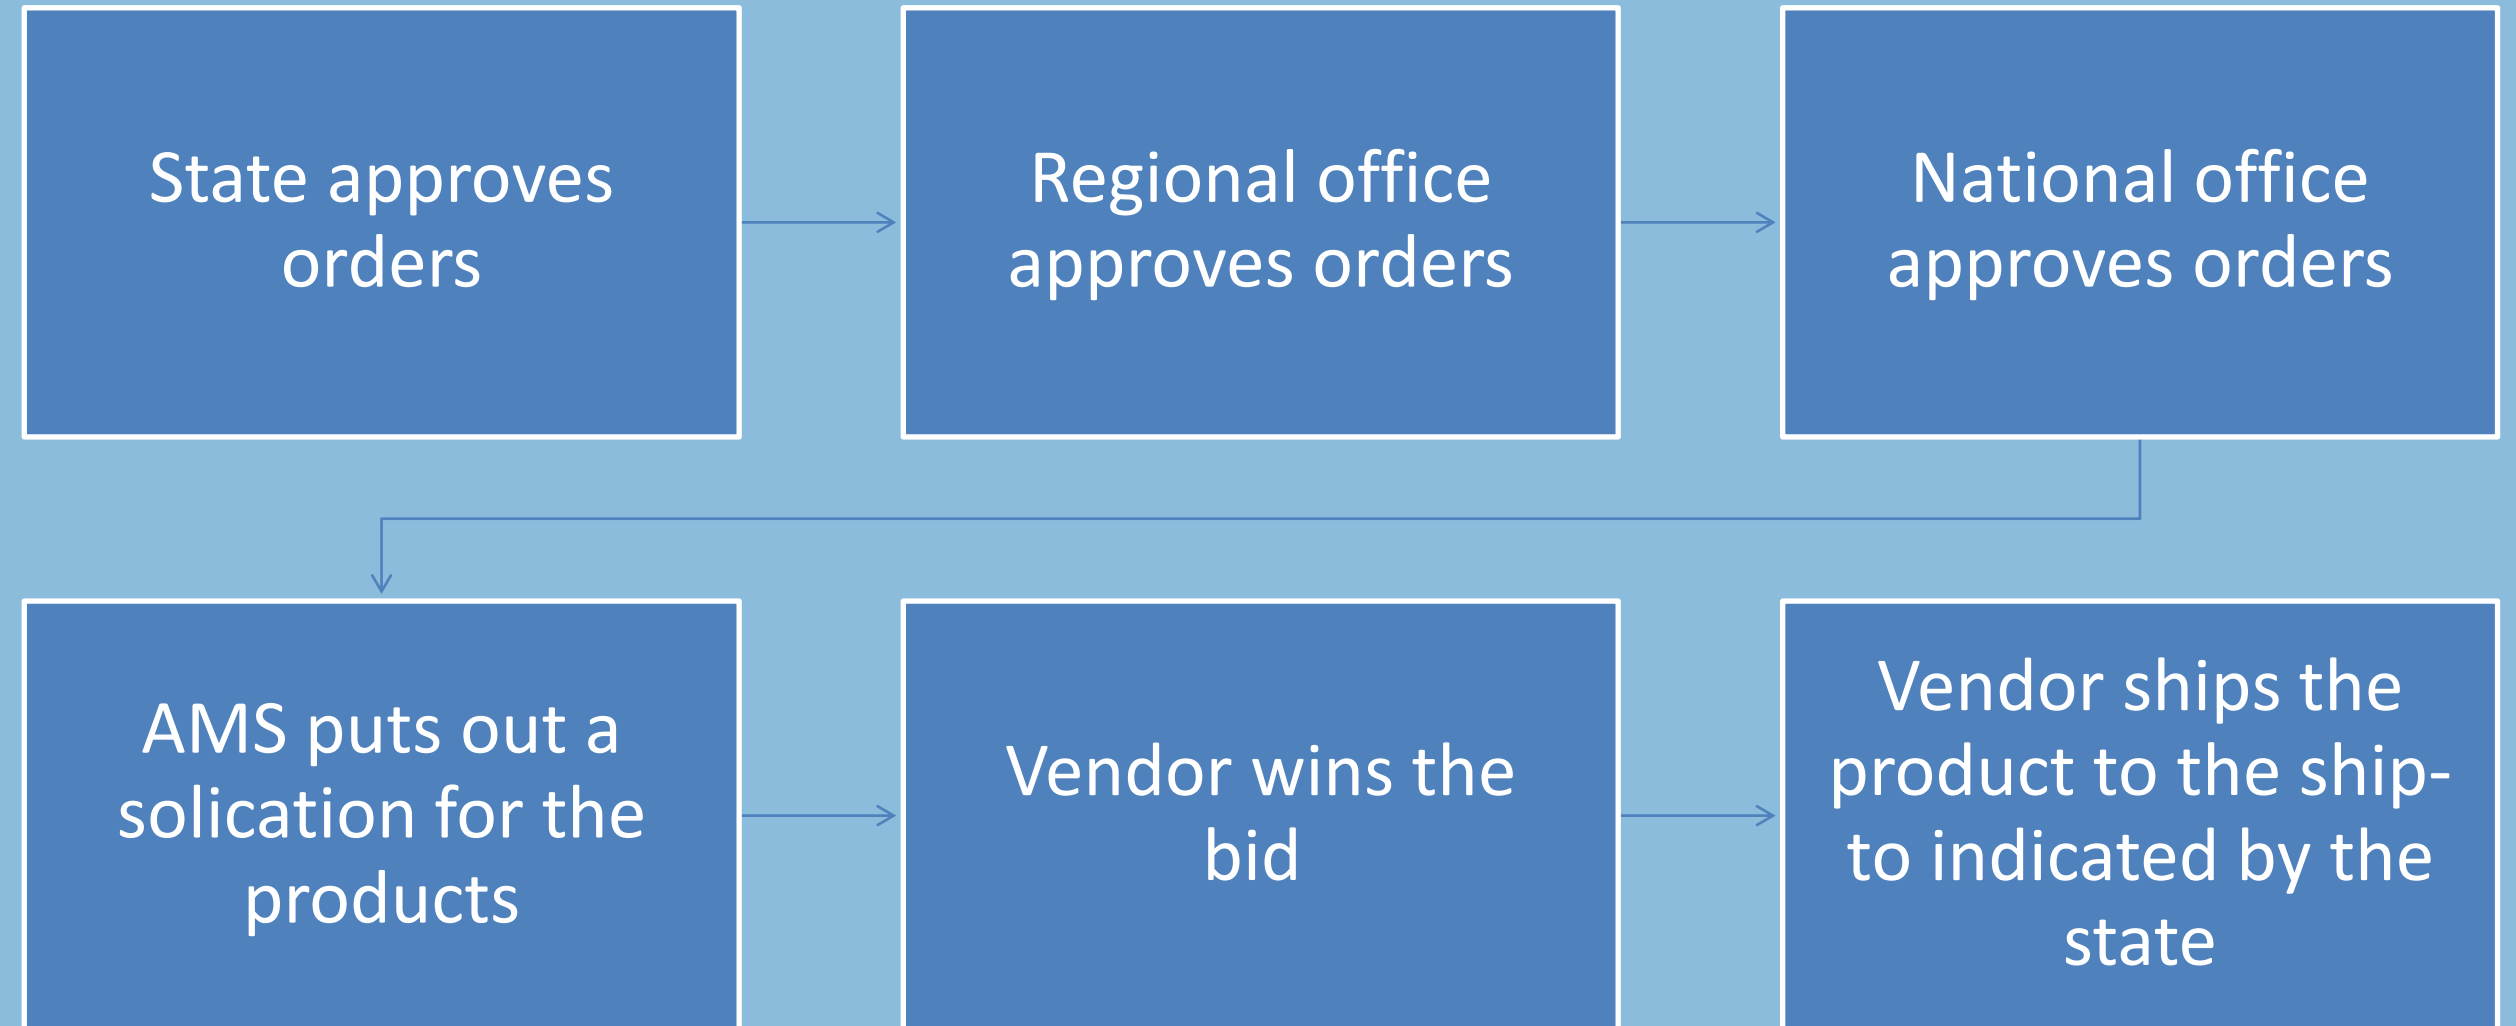 State approves
orders
Regional office
approves orders
National office
approves orders
AMS puts out a
solication for the
products
Vendor wins the
bid
Vendor ships the
product to the ship-
to indicated by the
state